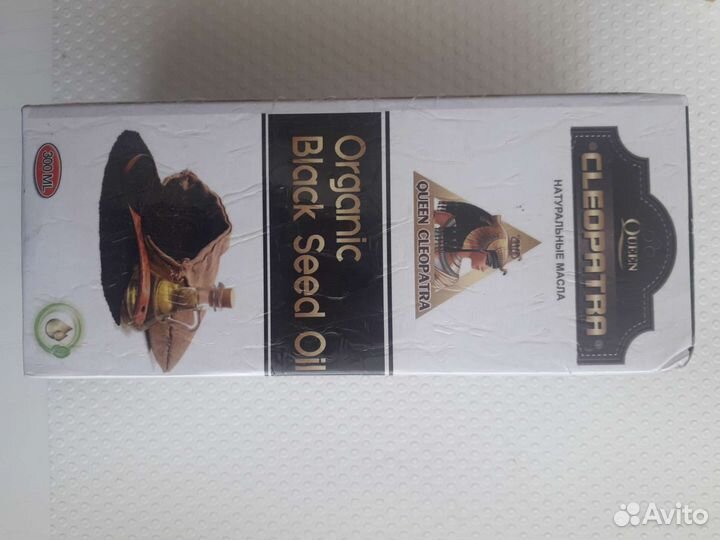 QUEEN
CLEOPATRA
НАТУРАЛЬНЫЕ МАСЛА
QUEEN CLEOPATRA
Organic
Black Seed Oil
300ML
Avito